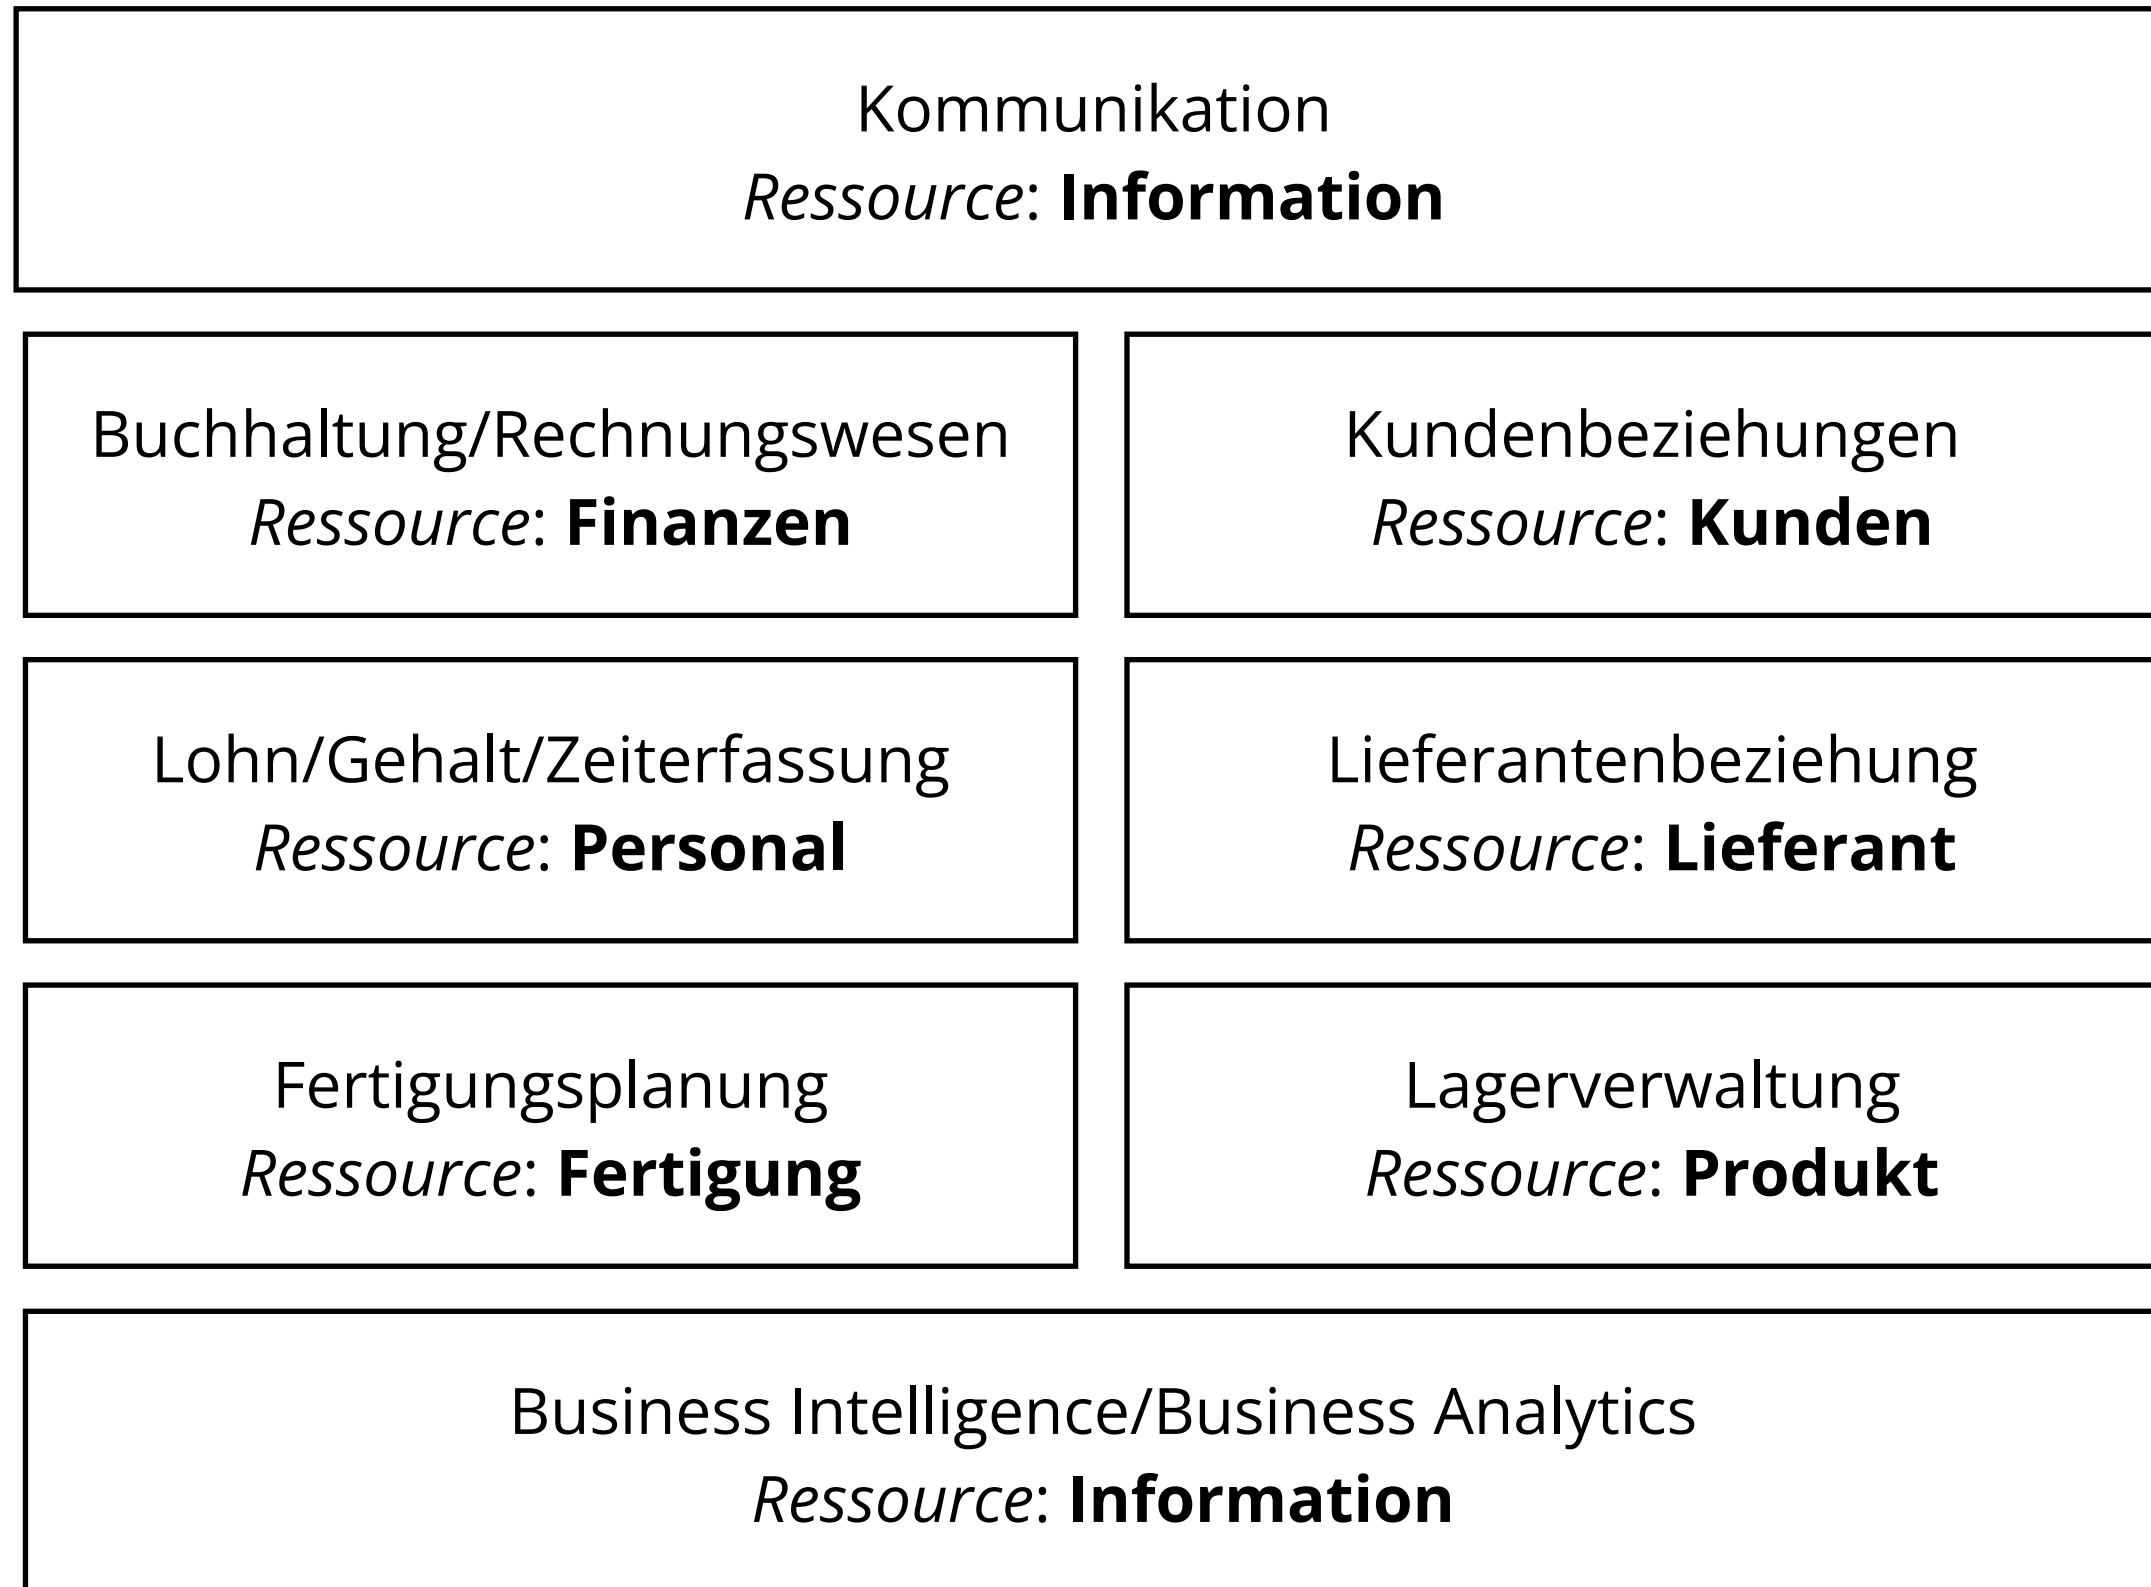 Kommunikation
Ressource: Information
Buchhaltung/Rechnungswesen
Ressource: Finanzen
Kundenbeziehungen
Ressource: Kunden
Lohn/Gehalt/Zeiterfassung
Ressource: Personal
Lieferantenbeziehung
Ressource: Lieferant
Fertigungsplanung
Ressource: Fertigung
Lagerverwaltung
Ressource: Produkt
Business Intelligence/Business Analytics
Ressource: Information